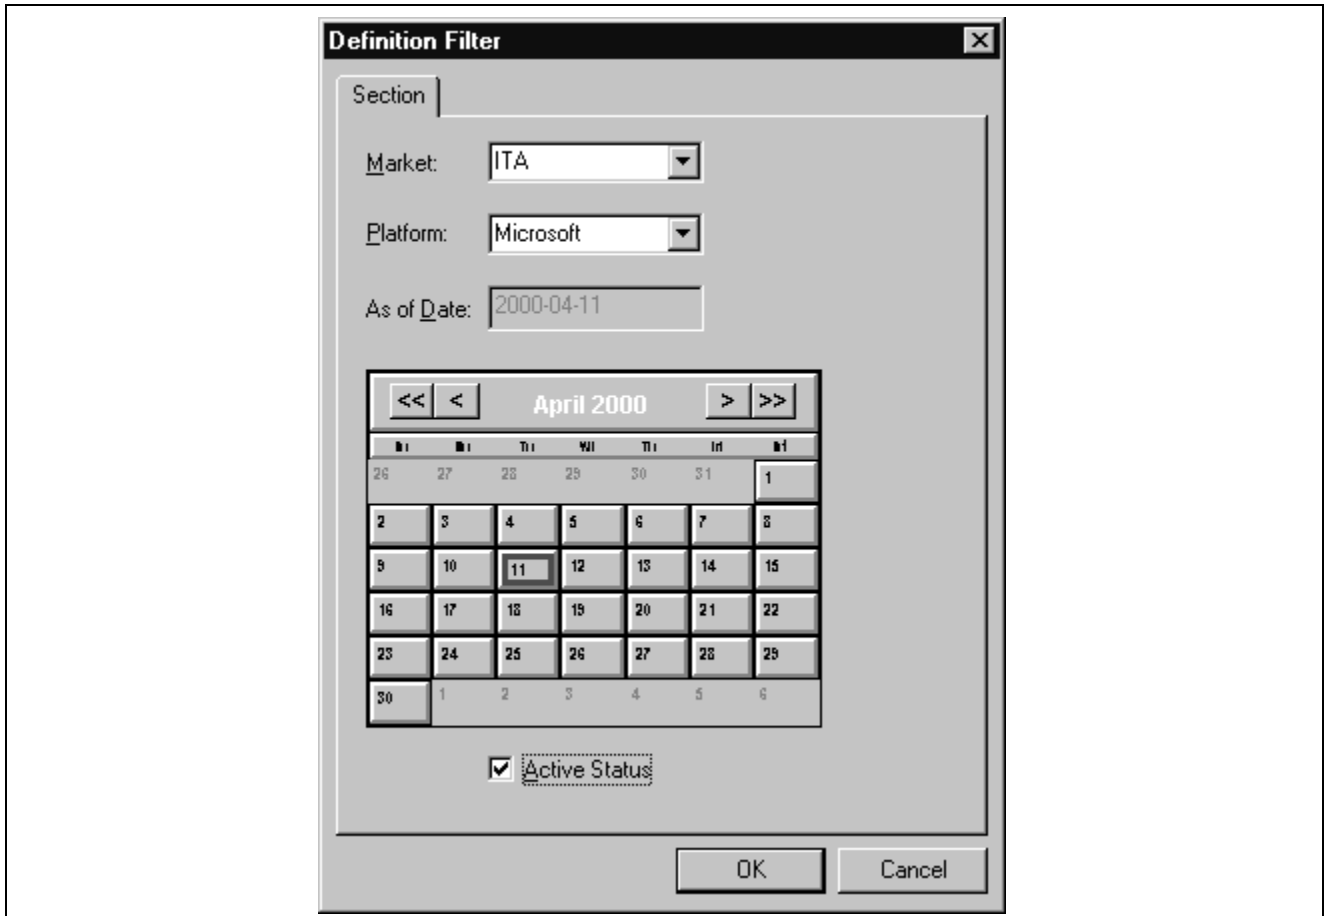 Definition Filter
Section
Market: ITA
Platform: Microsoft
As of Date: 2000-04-11
<< < April 2000 > >>
26 27 28 29 30 31 1
2 3 4 5 6 7 8
9 10 11 12 13 14 15
16 17 18 19 20 21 22
23 24 25 26 27 28 29
30 1 2 3 4 5 6
Active Status
OK Cancel